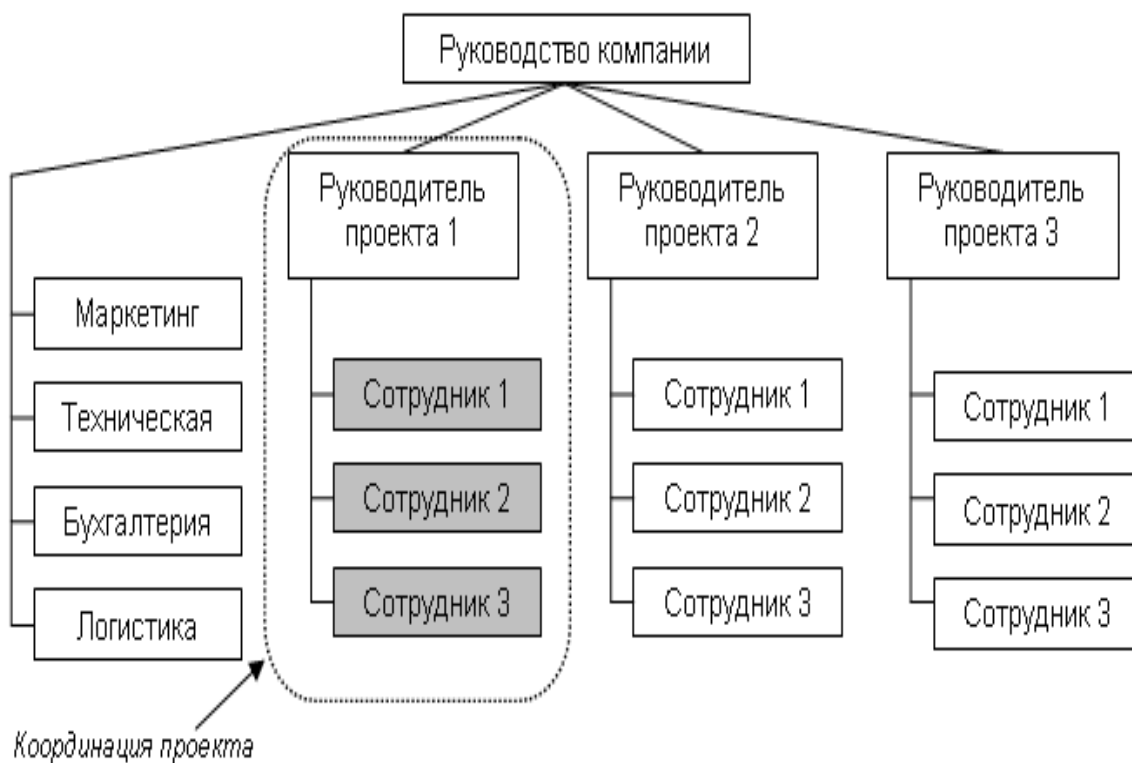 Руководство компании
Руководитель
проекта 1
Руководитель
проекта 2
Руководитель
проекта 3
Маркетинг
Техническая
Бухгалтерия
Логистика
Сотрудник 1
Сотрудник 2
Сотрудник 3
Сотрудник 1
Сотрудник 2
Сотрудник 3
Сотрудник 1
Сотрудник 2
Сотрудник 3
Координация проекта